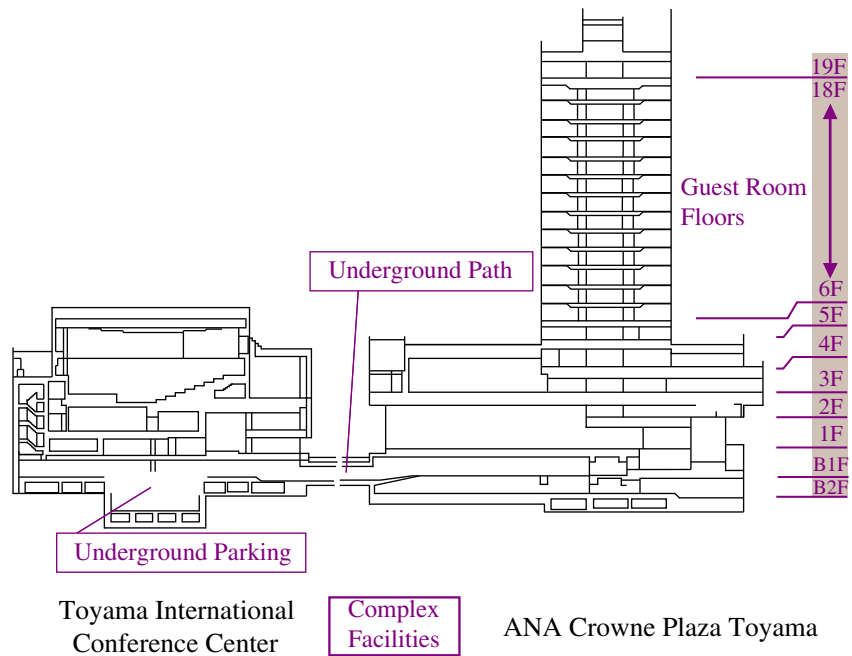 19F
18F
Guest Room
Floors
Underground Path
6F
5F
4F
3F
2F
1F
B1F
B2F
Underground Parking
Toyama International
Conference Center
Complex
Facilities
ANA Crowne Plaza Toyama